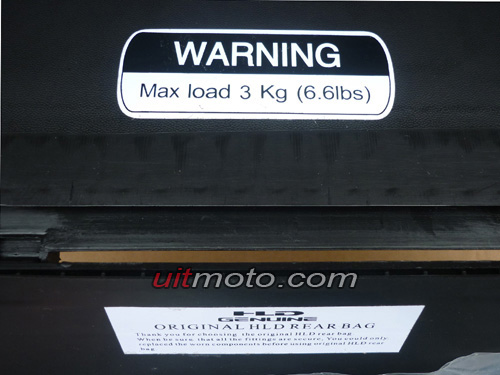 WARNING
Max load 3 Kg (6.6lbs)
uitmoto.com
HLD
GENUINE
ORIGINAL HLD REAR BAG
Thank you for choosing the original HLD rear bag
When be sure, that all the fittings are secure, You could only
replaced the worn components before using original HLD rear
bag